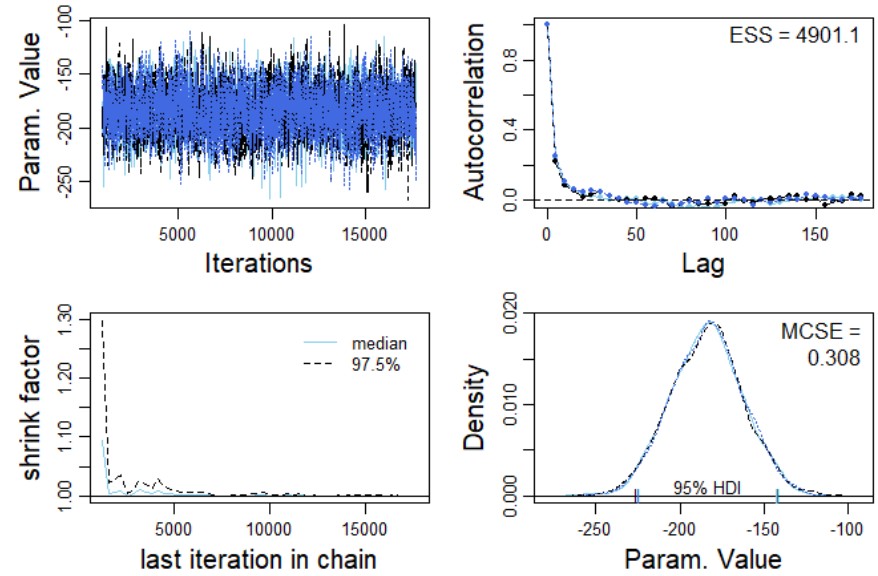 Param. Value
-100
-150
-200
-250
5000
10000
15000
Iterations
Autocorrelation
0.8
0.4
0.0
ESS = 4901.1
0
50
100
150
Lag
shrink factor
1.30
1.20
1.10
1.00
median
97.5%
5000
10000
15000
last iteration in chain
Density
0.020
0.010
0.000
MCSE =
0.308
95% HDI
-250
-200
-150
-100
Param. Value